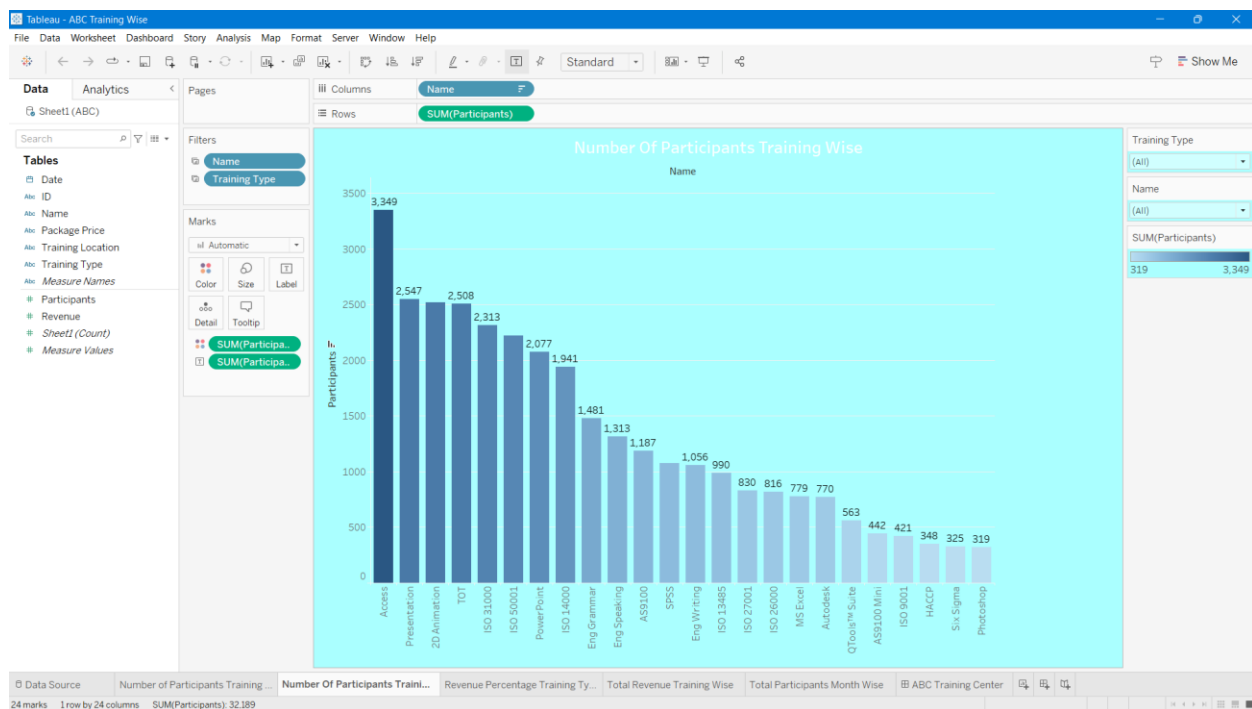 Tableau - ABC Training Wise
File Data Worksheet Dashboard Story Analysis Map Format Server Window Help
Standard
Show Me
Data Analytics
Pages
Columns
Name
Sheet1 (ABC)
Rows
SUM(Participants)
Search
Tables
Date
Abc ID
Abc Name
Abc Package Price
Abc Training Location
Abc Training Type
Abc Measure Names
# Participants
# Revenue
# Sheet1 (Count)
# Measure Values
Filters
Name
Training Type
Marks
Automatic
Color Size Label
Detail Tooltip
SUM(Participa..
SUM(Participa..
Number Of Participants Training Wise
Name
Participants
3500
3000
2500
2000
1500
1000
500
0
3,349
2,547
2,508
2,313
2,077
1,941
1,481
1,313
1,187
1,056
990
830
816
779
770
563
442
421
348
325
319
Access
Presentation
2D Animation
TOT
ISO 31000
ISO 50001
PowerPoint
ISO 14000
Eng Grammar
Eng Speaking
AS9100
SPSS
Eng Writing
ISO 13485
ISO 27001
ISO 26000
MS Excel
Autodesk
QTools™ Suite
AS9100 Mini
ISO 9001
HACCP
Six Sigma
Photoshop
Training Type
(All)
Name
(All)
SUM(Participants)
319 3,349
Data Source Number of Participants Training ... Number Of Participants Traini... Revenue Percentage Training Ty... Total Revenue Training Wise Total Participants Month Wise ABC Training Center
24 marks 1 row by 24 columns SUM(Participants): 32,189